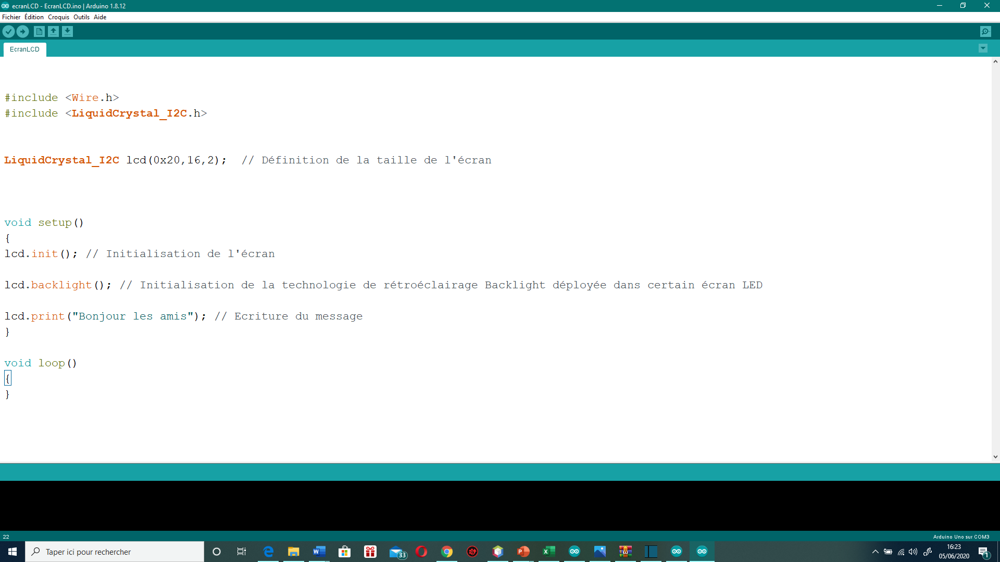 ecranLCD - EcranLCD.ino | Arduino 1.8.12
Fichier Édition Croquis Outils Aide
EcranLCD
#include <Wire.h>
#include <LiquidCrystal_I2C.h>
LiquidCrystal_I2C lcd(0x20,16,2);  // Définition de la taille de l'écran
void setup()
{
lcd.init(); // Initialisation de l'écran
lcd.backlight(); // Initialisation de la technologie de rétroéclairage Backlight déployée dans certain écran LED
lcd.print("Bonjour les amis"); // Ecriture du message
}
void loop()
{
}
22
Arduino Uno sur COM3
Taper ici pour rechercher
33
16:23
05/06/2020
1